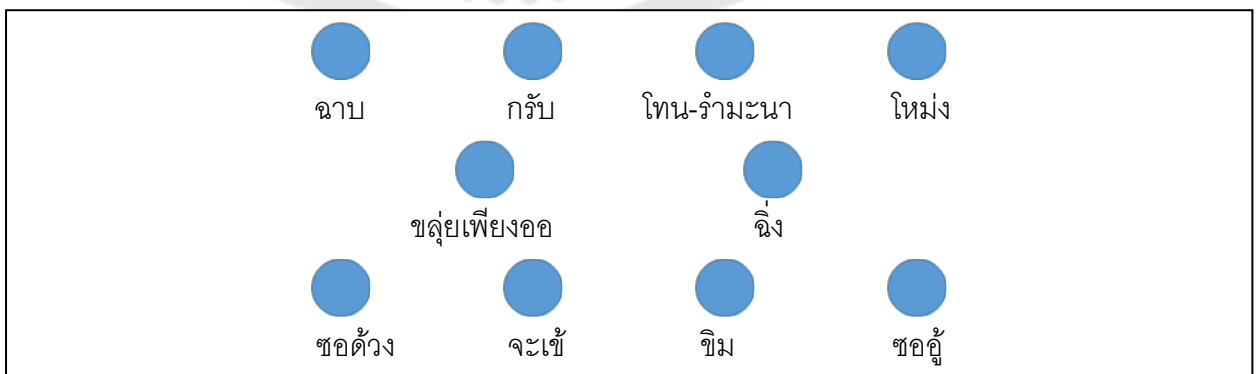 ฉาบ กรับ โทน-รำมะนา โหม่ง
ขลุ่ยเพียงออ ฉิ่ง
ซอด้วง จะเข้ ขิม ซออู้